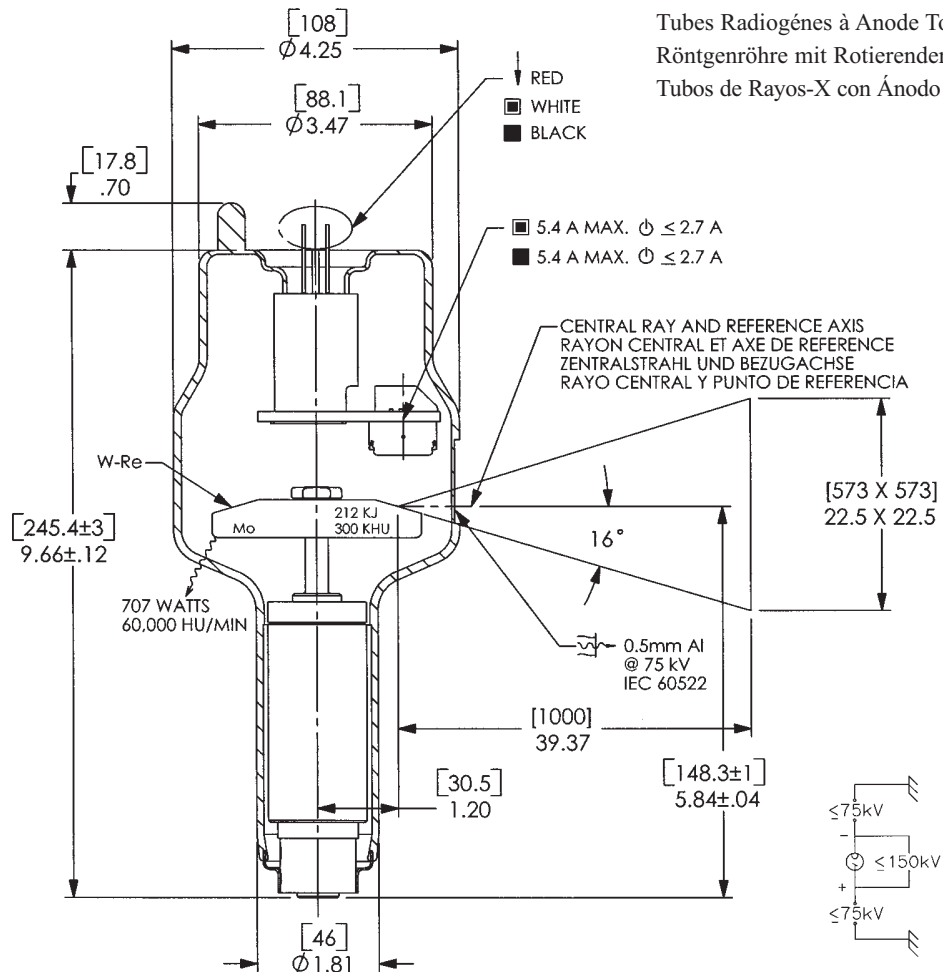 Tubes Radiogénes à Anode
Röntgenröhre mit
Tubos de Rayos-X con Ánodo
[108]
Ø4.25
RED
WHITE
BLACK
[88.1]
Ø3.47
[17.8]
.70
5.4 A MAX. ≤ 2.7 A
5.4 A MAX. ≤ 2.7 A
CENTRAL RAY AND REFERENCE AXIS
RAYON CENTRAL ET AXE DE REFERENCE
ZENTRALSTRAHL UND BEZUGACHSE
RAYO CENTRAL Y PUNTO DE REFERENCIA
W-Re
Mo
212 KJ
300 KHU
[573 X 573]
22.5 X 22.5
16°
[245.4±3]
9.66±.12
707 WATTS
60,000 HU/MIN
0.5mm Al
@ 75 kV
IEC 60522
[1000]
39.37
[30.5]
1.20
[148.3±1]
5.84±.04
≤75kV
−
≤150kV
+
≤75kV
[46]
Ø1.81